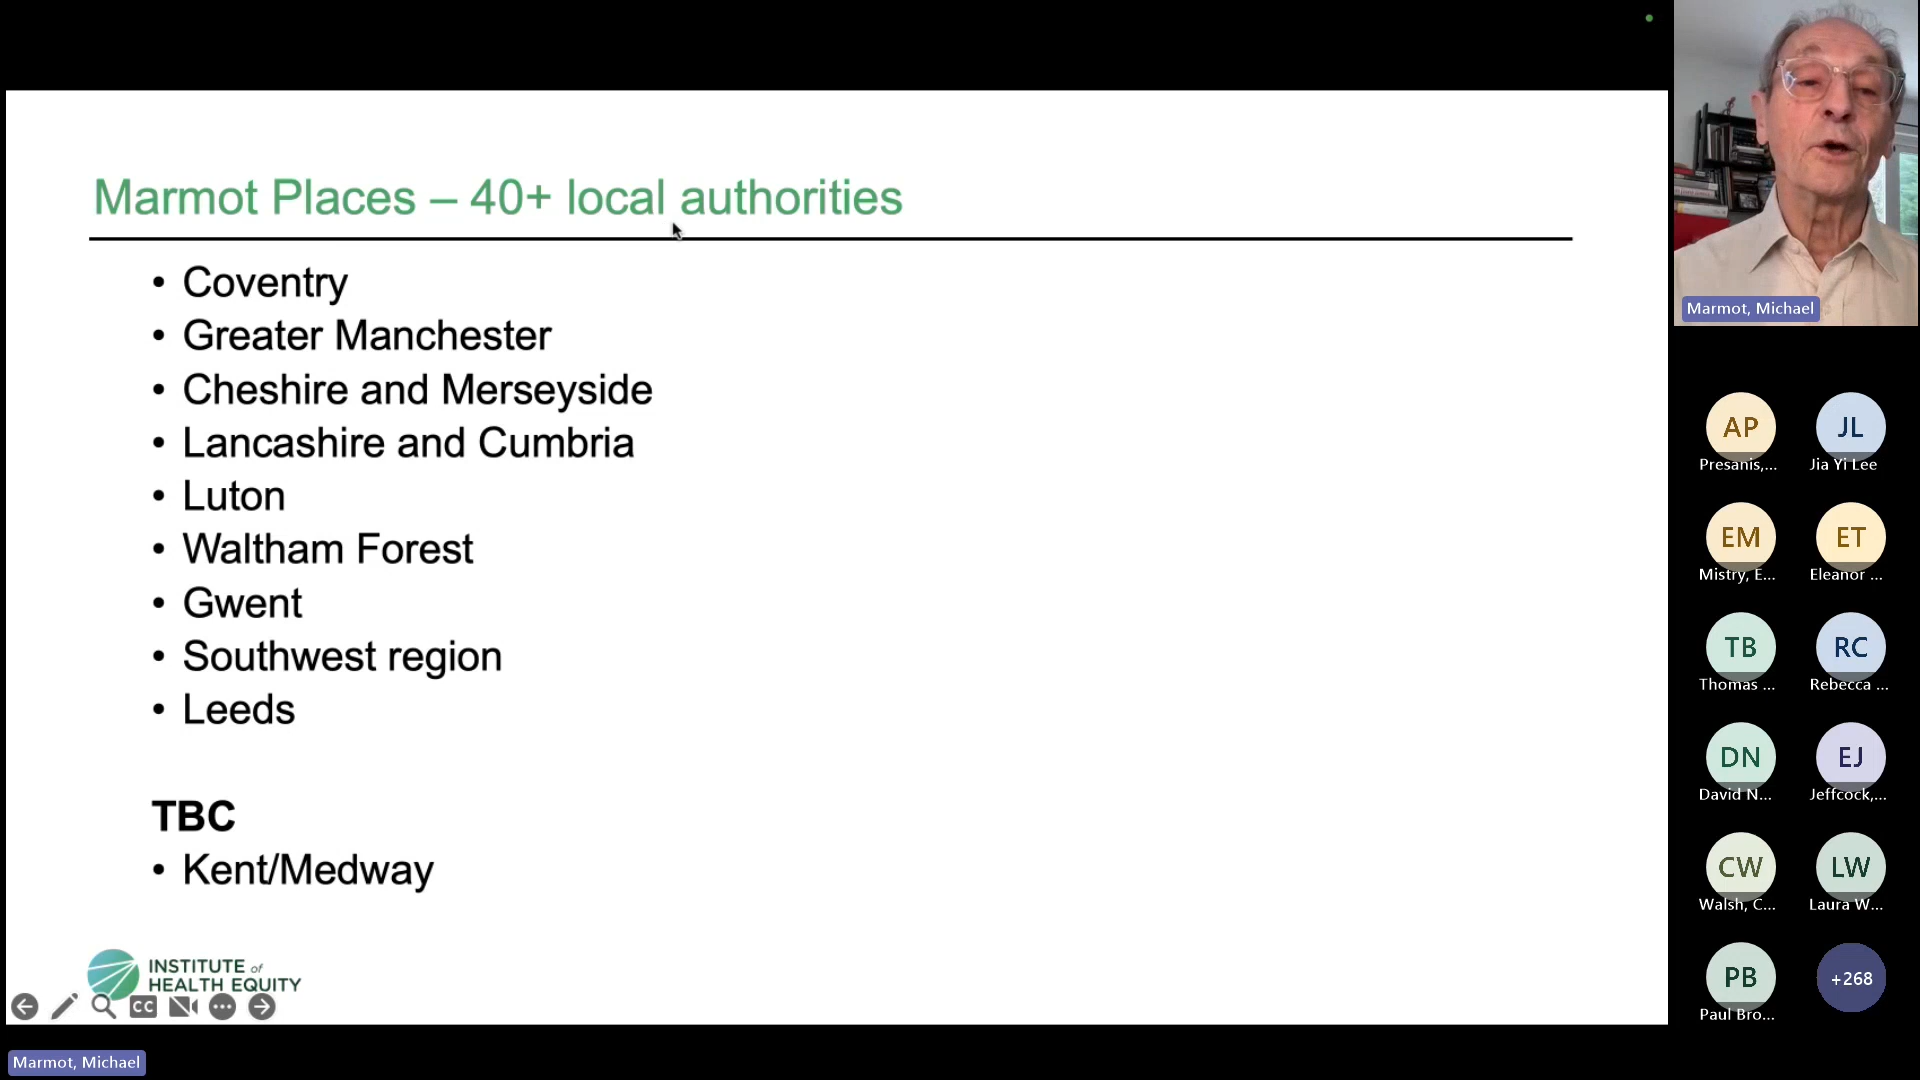 Marmot Places – 40+ local authorities
• Coventry
• Greater Manchester
• Cheshire and Merseyside
• Lancashire and Cumbria
• Luton
• Waltham Forest
• Gwent
• Southwest region
• Leeds
TBC
• Kent/Medway
INSTITUTE of
HEALTH EQUITY
CC
Marmot, Michael
Marmot, Michael
AP JL
Presanis,... Jia Yi Lee
EM ET
Mistry, E... Eleanor ...
TB RC
Thomas ... Rebecca ...
DN EJ
David N... Jeffcock,...
CW LW
Walsh, C... Laura W...
PB +268
Paul Bro...